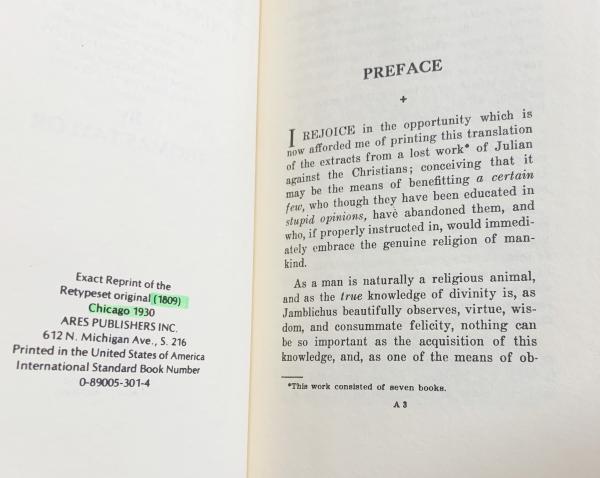 Exact Reprint of the
Retypeset original (1809)
Chicago 1930
ARES PUBLISHERS INC.
612 N. Michigan Ave., S. 216
Printed in the United States of America
International Standard Book Number
0-89005-301-4
PREFACE
+
I REJOICE in the opportunity which is
now afforded me of printing this translation
of the extracts from a lost work* of Julian
against the Christians; conceiving that it
may be the means of benefitting a certain
few, who though they have been educated in
stupid opinions, have abandoned them, and
who, if properly instructed in, would immedi-
ately embrace the genuine religion of man-
kind.
As a man is naturally a religious animal,
and as the true knowledge of divinity is, as
Jamblichus beautifully observes, virtue, wis-
dom, and consummate felicity, nothing can
be so important as the acquisition of this
knowledge, and, as one of the means of ob-
*This work consisted of seven books.
A 3